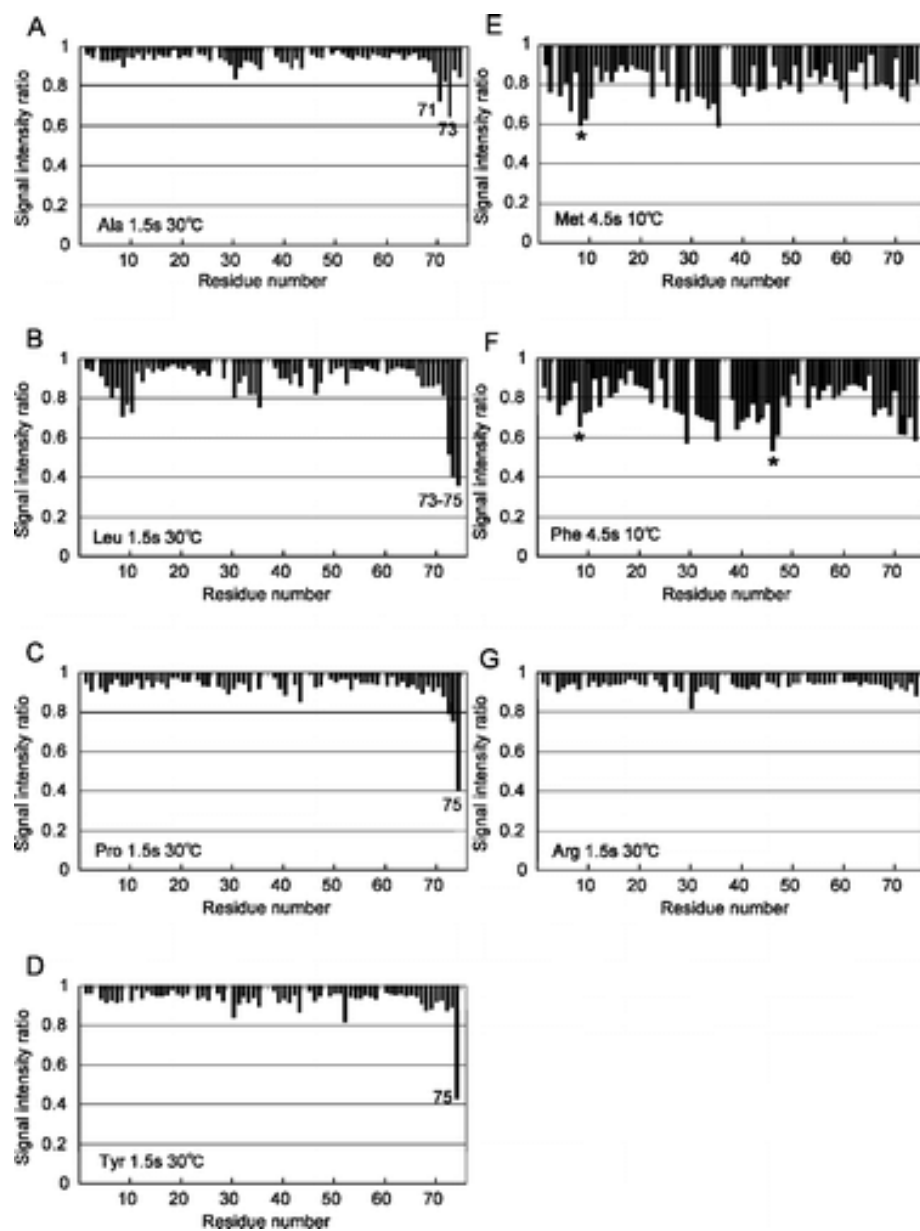 A
Signal intensity ratio
1
0.8
0.6
0.4
0.2
0
71
73
Ala 1.5s 30℃
10 20 30 40 50 60 70
Residue number
B
Signal intensity ratio
1
0.8
0.6
0.4
0.2
0
73-75
Leu 1.5s 30℃
10 20 30 40 50 60 70
Residue number
C
Signal intensity ratio
1
0.8
0.6
0.4
0.2
0
75
Pro 1.5s 30℃
10 20 30 40 50 60 70
Residue number
D
Signal intensity ratio
1
0.8
0.6
0.4
0.2
0
75
Tyr 1.5s 30℃
10 20 30 40 50 60 70
Residue number
E
Signal intensity ratio
1
0.8
0.6
0.4
0.2
0
*
Met 4.5s 10℃
10 20 30 40 50 60 70
Residue number
F
Signal intensity ratio
1
0.8
0.6
0.4
0.2
0
*
*
Phe 4.5s 10℃
10 20 30 40 50 60 70
Residue number
G
Signal intensity ratio
1
0.8
0.6
0.4
0.2
0
Arg 1.5s 30℃
10 20 30 40 50 60 70
Residue number